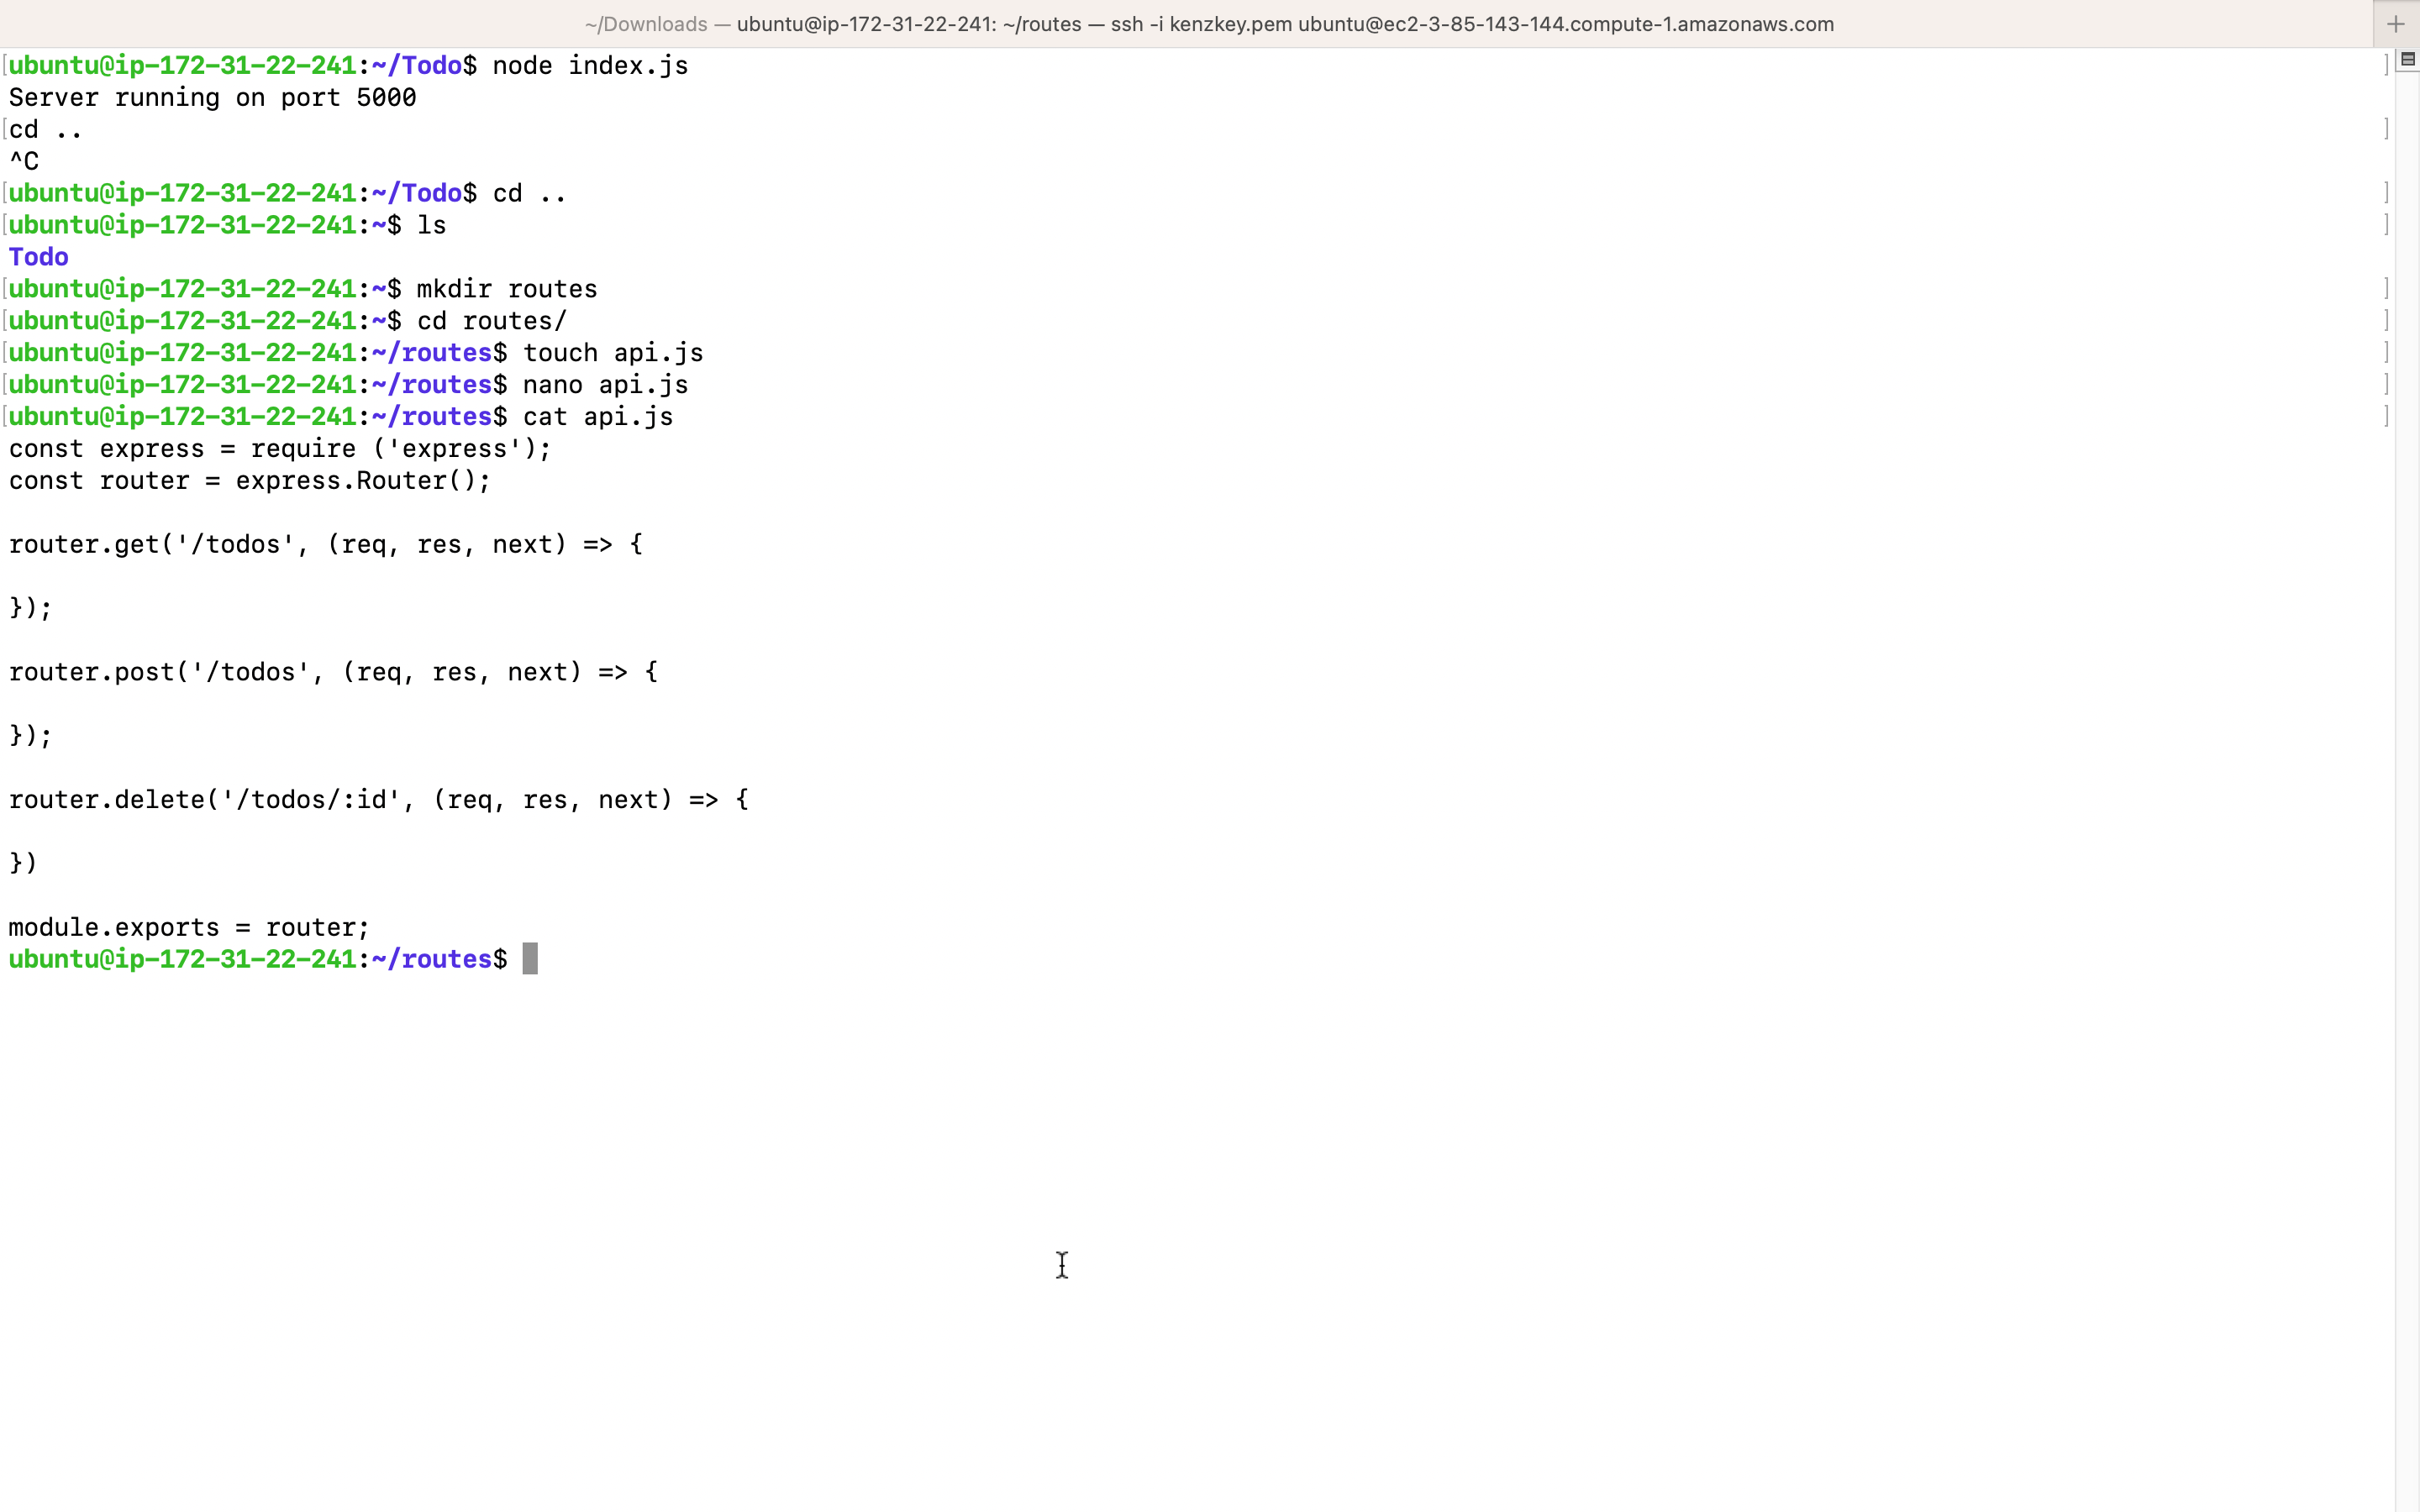 ~/Downloads — ubuntu@ip-172-31-22-241: ~/routes — ssh -i kenzkey.pem ubuntu@ec2-3-85-143-144.compute-1.amazonaws.com
[ubuntu@ip-172-31-22-241:~/Todo$ node index.js ]
Server running on port 5000
[cd .. ]
^C
[ubuntu@ip-172-31-22-241:~/Todo$ cd .. ]
[ubuntu@ip-172-31-22-241:~$ ls ]
Todo
[ubuntu@ip-172-31-22-241:~$ mkdir routes ]
[ubuntu@ip-172-31-22-241:~$ cd routes/ ]
[ubuntu@ip-172-31-22-241:~/routes$ touch api.js ]
[ubuntu@ip-172-31-22-241:~/routes$ nano api.js ]
[ubuntu@ip-172-31-22-241:~/routes$ cat api.js ]
const express = require ('express');
const router = express.Router();
router.get('/todos', (req, res, next) => {
});
router.post('/todos', (req, res, next) => {
});
router.delete('/todos/:id', (req, res, next) => {
})
module.exports = router;
ubuntu@ip-172-31-22-241:~/routes$